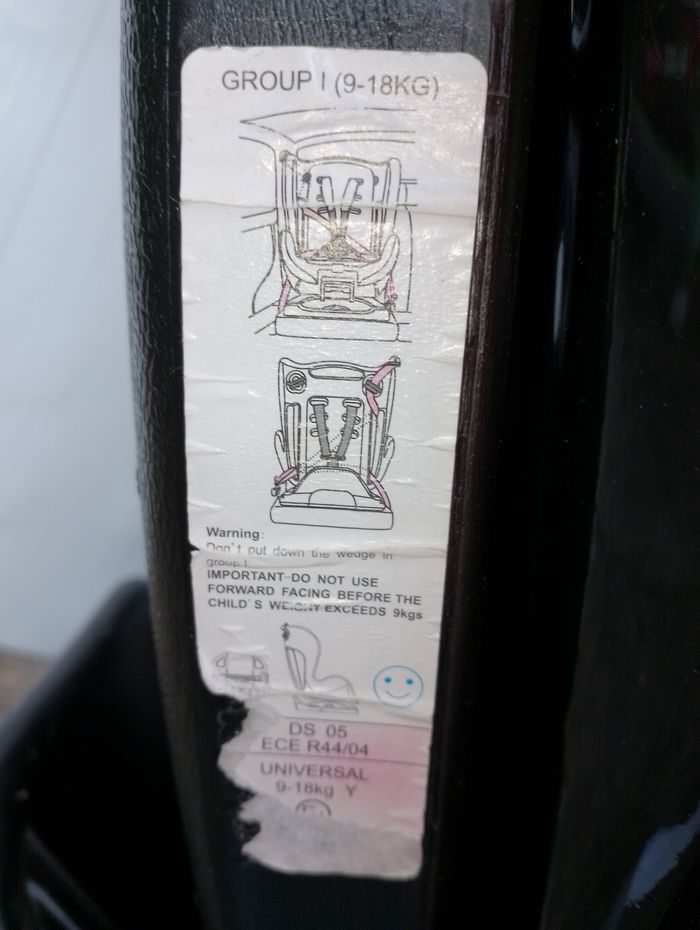 GROUP I (9-18KG)
Warning:
Don't put down the wedge in
group I.
IMPORTANT-DO NOT USE
FORWARD FACING BEFORE THE
CHILD'S WEIGHT EXCEEDS 9kgs
DS 05
ECE R44/04
UNIVERSAL
9-18kg Y